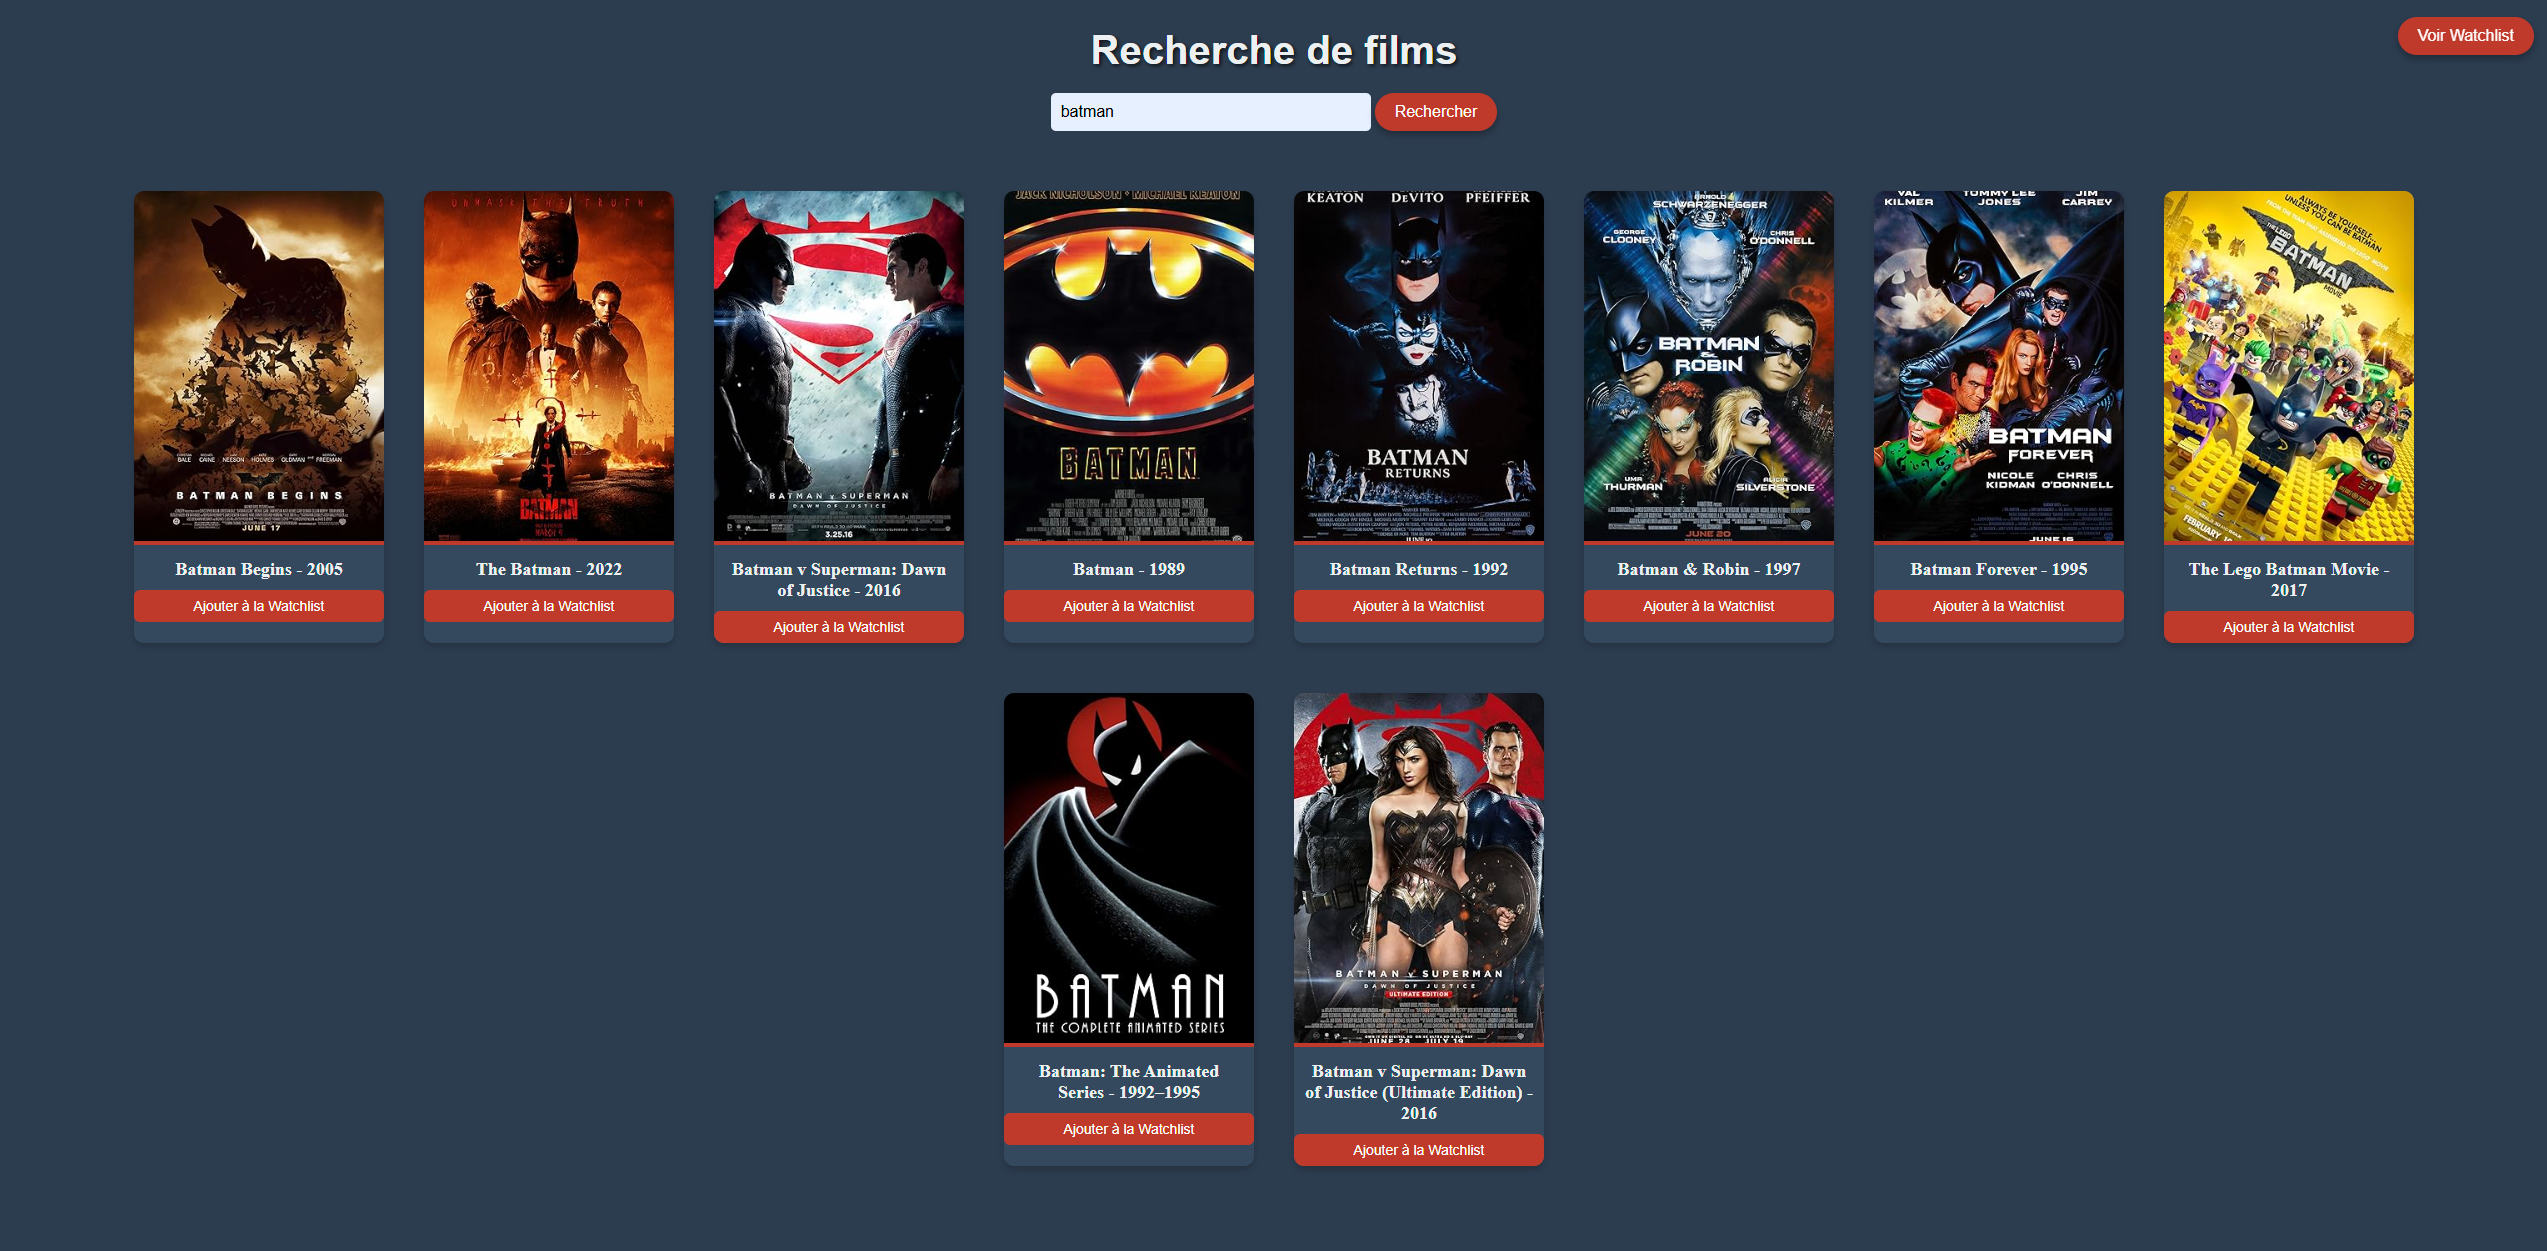 Recherche de films
Voir Watchlist
batman
Rechercher
BATMAN BEGINS
JUNE 17
UNMASK THE TRUTH
THE
BATMAN
MARCH 4
BATMAN v SUPERMAN
DAWN OF JUSTICE
3.25.16
JACK NICHOLSON · MICHAEL KEATON
BATMAN
KEATON DeVITO PFEIFFER
BATMAN
RETURNS
ARNOLD
SCHWARZENEGGER
GEORGE
CLOONEY
CHRIS
O'DONNELL
BATMAN
&
ROBIN
UMA
THURMAN
ALICIA
SILVERSTONE
JUNE 20
VAL
KILMER
TOMMY LEE
JONES
JIM
CARREY
BATMAN
FOREVER
NICOLE
KIDMAN
CHRIS
O'DONNELL
JUNE 16
ALWAYS BE YOURSELF...
UNLESS YOU CAN BE BATMAN
THE LEGO
BATMAN
MOVIE
FEBRUARY 10
Batman Begins - 2005
Ajouter à la Watchlist
The Batman - 2022
Ajouter à la Watchlist
Batman v Superman: Dawn
of Justice - 2016
Ajouter à la Watchlist
Batman - 1989
Ajouter à la Watchlist
Batman Returns - 1992
Ajouter à la Watchlist
Batman & Robin - 1997
Ajouter à la Watchlist
Batman Forever - 1995
Ajouter à la Watchlist
The Lego Batman Movie -
2017
Ajouter à la Watchlist
BATMAN
THE COMPLETE ANIMATED SERIES
Batman: The Animated
Series - 1992–1995
Ajouter à la Watchlist
BATMAN v SUPERMAN
DAWN OF JUSTICE
ULTIMATE EDITION
JUNE 28 JULY 19
Batman v Superman: Dawn
of Justice (Ultimate Edition) -
2016
Ajouter à la Watchlist